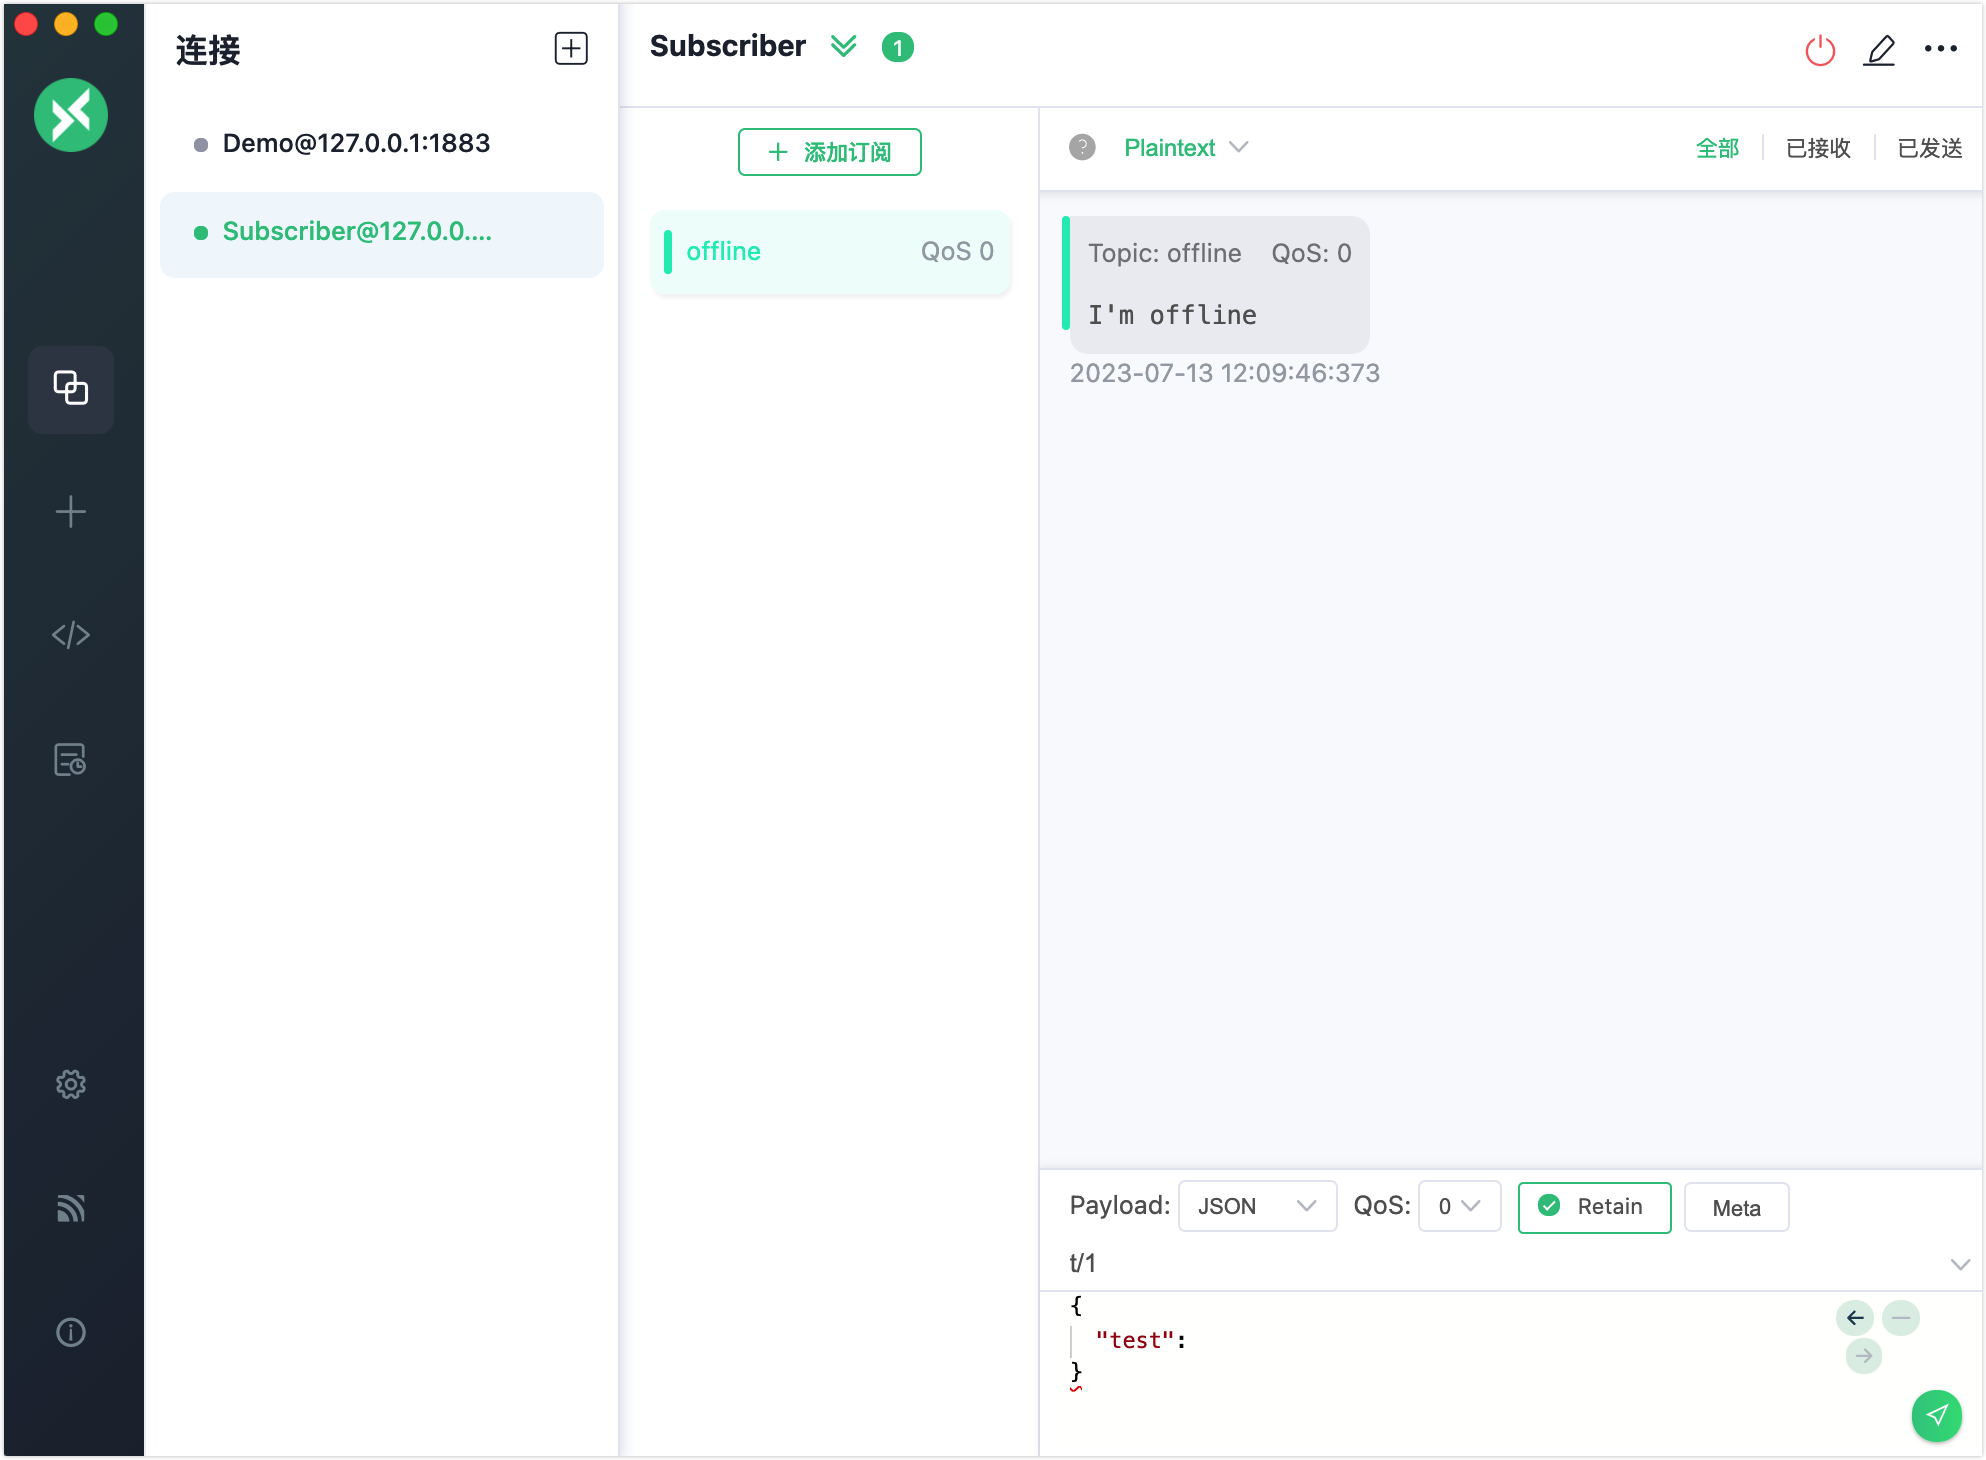 连接
Demo@127.0.0.1:1883
Subscriber@127.0.0....
Subscriber 1
添加订阅
offline QoS 0
? Plaintext 全部 已接收 已发送
Topic: offline QoS: 0
I'm offline
2023-07-13 12:09:46:373
Payload: JSON QoS: 0 Retain Meta
t/1
{
"test":
}